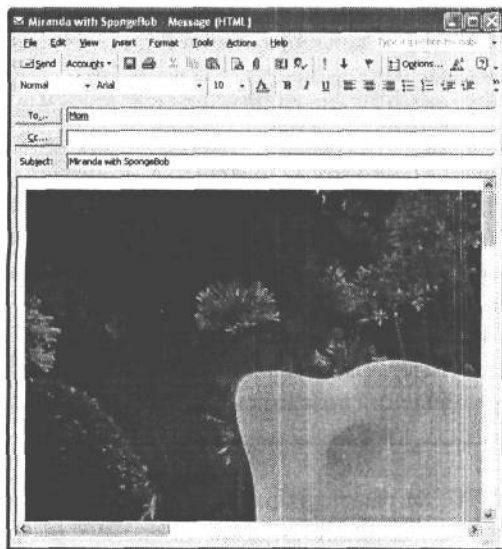 Miranda with SpongeBob - Message (HTML)
File Edit View Insert Format Tools Actions Help
Send Accounts Options...
Normal Arial 10 A B I U
To... Mom
Cc...
Subject: Miranda with SpongeBob